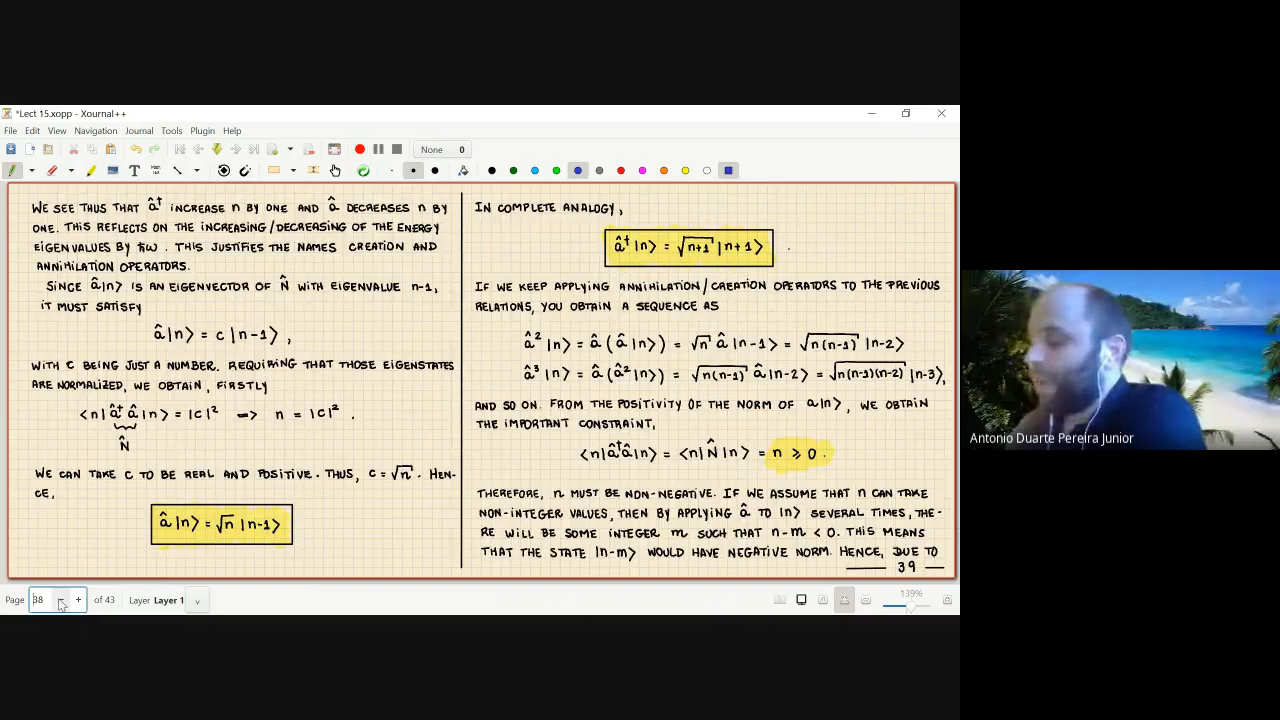 *Lect 15.xopp - Xournal++
File Edit View Navigation Journal Tools Plugin Help
None 0
WE SEE THUS THAT â† INCREASE n BY ONE AND â DECREASES n BY
ONE. THIS REFLECTS ON THE INCREASING/DECREASING OF THE ENERGY
EIGENVALUES BY ħω. THIS JUSTIFIES THE NAMES CREATION AND
ANNIHILATION OPERATORS.
SINCE â|n⟩ IS AN EIGENVECTOR OF N̂ WITH EIGENVALUE n-1,
IT MUST SATISFY
â|n⟩ = c|n-1⟩,
WITH C BEING JUST A NUMBER. REQUIRING THAT THOSE EIGENSTATES
ARE NORMALIZED, WE OBTAIN, FIRSTLY
⟨n|â†â|n⟩ = |c|² => n = |c|².
N̂
WE CAN TAKE C TO BE REAL AND POSITIVE. THUS, C = √n. HEN-
CE,
â|n⟩ = √n |n-1⟩
IN COMPLETE ANALOGY,
â†|n⟩ = √n+1 |n+1⟩
IF WE KEEP APPLYING ANNIHILATION/CREATION OPERATORS TO THE PREVIOUS
RELATIONS, YOU OBTAIN A SEQUENCE AS
â²|n⟩ = â(â|n⟩) = √n â|n-1⟩ = √n(n-1) |n-2⟩
â³|n⟩ = â(â²|n⟩) = √n(n-1) â|n-2⟩ = √n(n-1)(n-2) |n-3⟩,
AND SO ON. FROM THE POSITIVITY OF THE NORM OF a|n⟩, WE OBTAIN
THE IMPORTANT CONSTRAINT,
⟨n|â†â|n⟩ = ⟨n|N̂|n⟩ = n ⩾ 0.
THEREFORE, n MUST BE NON-NEGATIVE. IF WE ASSUME THAT n CAN TAKE
NON-INTEGER VALUES, THEN BY APPLYING â TO |n⟩ SEVERAL TIMES, THE-
RE WILL BE SOME INTEGER m SUCH THAT n-m < 0. THIS MEANS
THAT THE STATE |n-m⟩ WOULD HAVE NEGATIVE NORM. HENCE, DUE TO
39
Page 38 - + of 43 Layer Layer 1 139%
Antonio Duarte Pereira Junior